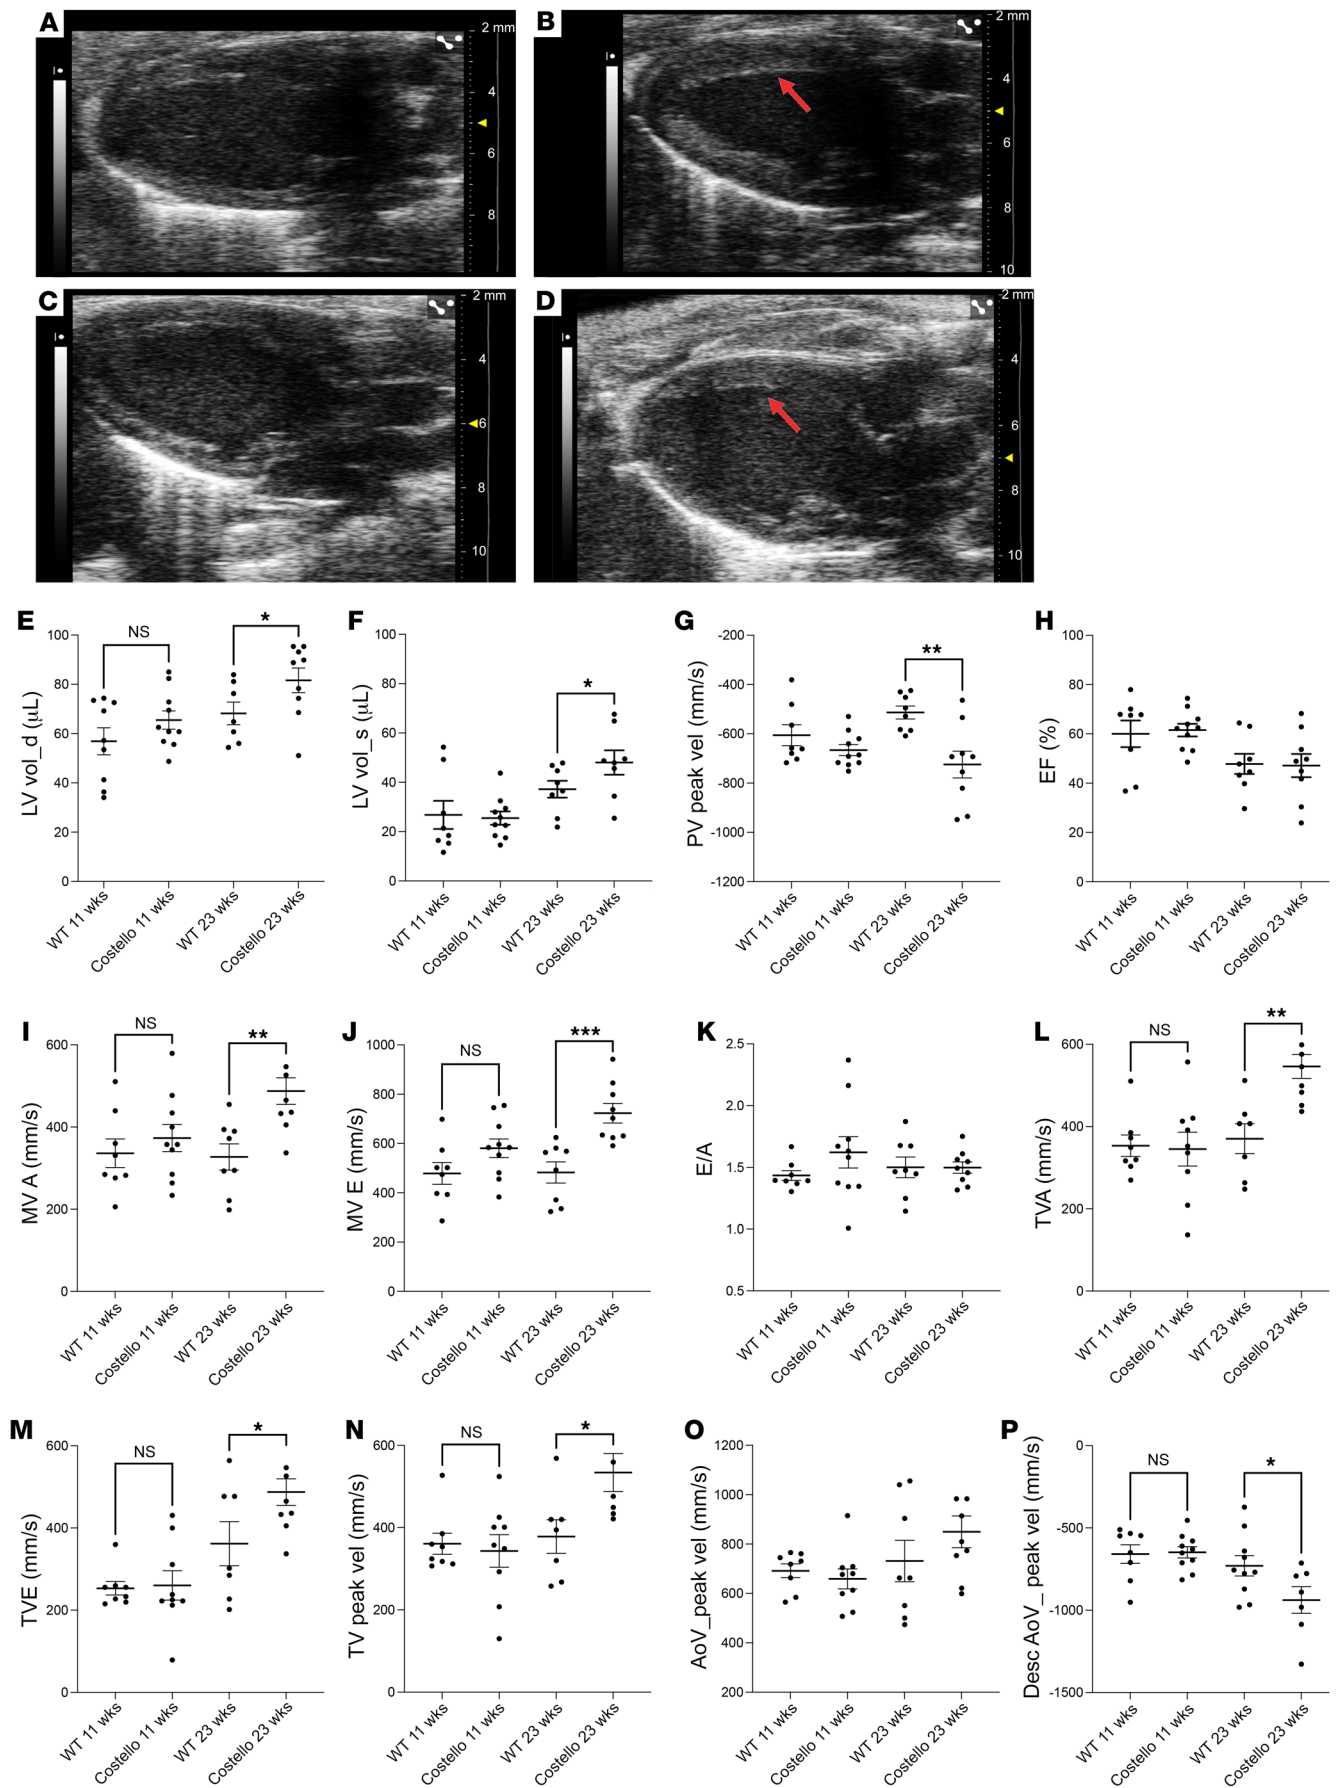 A
2 mm
4
6
8
B
2 mm
4
6
8
10
C
2 mm
4
6
8
10
D
2 mm
4
6
8
10
E
LV vol_d (µL)
100
80
60
40
20
0
NS
*
WT 11 wks
Costello 11 wks
WT 23 wks
Costello 23 wks
F
LV vol_s (µL)
100
80
60
40
20
0
*
WT 11 wks
Costello 11 wks
WT 23 wks
Costello 23 wks
G
PV peak vel (mm/s)
-200
-400
-600
-800
-1000
-1200
**
WT 11 wks
Costello 11 wks
WT 23 wks
Costello 23 wks
H
EF (%)
100
80
60
40
20
0
WT 11 wks
Costello 11 wks
WT 23 wks
Costello 23 wks
I
MV A (mm/s)
600
400
200
0
NS
**
WT 11 wks
Costello 11 wks
WT 23 wks
Costello 23 wks
J
MV E (mm/s)
1000
800
600
400
200
0
NS
***
WT 11 wks
Costello 11 wks
WT 23 wks
Costello 23 wks
K
E/A
2.5
2.0
1.5
1.0
0.5
WT 11 wks
Costello 11 wks
WT 23 wks
Costello 23 wks
L
TVA (mm/s)
600
400
200
0
NS
**
WT 11 wks
Costello 11 wks
WT 23 wks
Costello 23 wks
M
TVE (mm/s)
600
400
200
0
NS
*
WT 11 wks
Costello 11 wks
WT 23 wks
Costello 23 wks
N
TV peak vel (mm/s)
600
400
200
0
NS
*
WT 11 wks
Costello 11 wks
WT 23 wks
Costello 23 wks
O
AoV_peak vel (mm/s)
1200
1000
800
600
400
200
WT 11 wks
Costello 11 wks
WT 23 wks
Costello 23 wks
P
Desc AoV_ peak vel (mm/s)
0
-500
-1000
-1500
NS
*
WT 11 wks
Costello 11 wks
WT 23 wks
Costello 23 wks